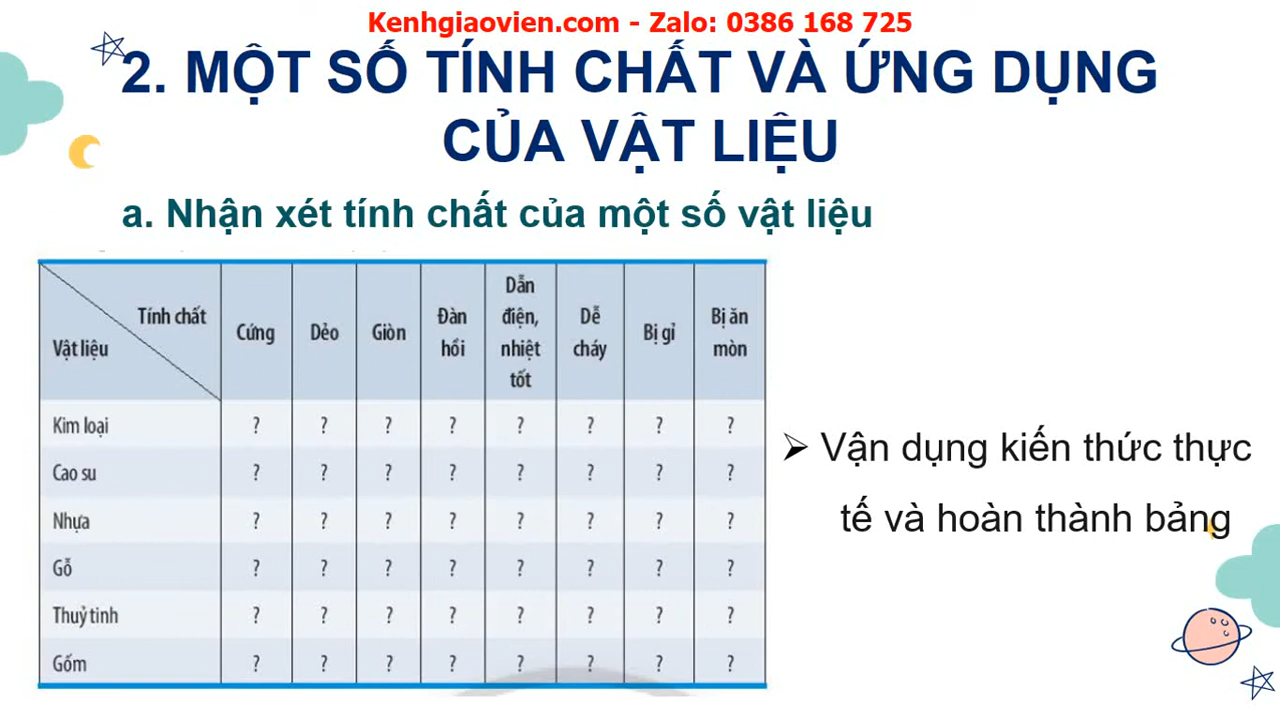 Kenhgiaovien.com - Zalo: 0386 168 725
2. MỘT SỐ TÍNH CHẤT VÀ ỨNG DỤNG
CỦA VẬT LIỆU
a. Nhận xét tính chất của một số vật liệu
Tính chất
Vật liệu
Cứng
Dẻo
Giòn
Đàn
hồi
Dẫn
điện,
nhiệt
tốt
Dễ
cháy
Bị gỉ
Bị ăn
mòn
Kim loại ? ? ? ? ? ? ? ?
Cao su ? ? ? ? ? ? ? ?
Nhựa ? ? ? ? ? ? ? ?
Gỗ ? ? ? ? ? ? ? ?
Thuỷ tinh ? ? ? ? ? ? ? ?
Gốm ? ? ? ? ? ? ? ?
➢ Vận dụng kiến thức thực
tế và hoàn thành bảng